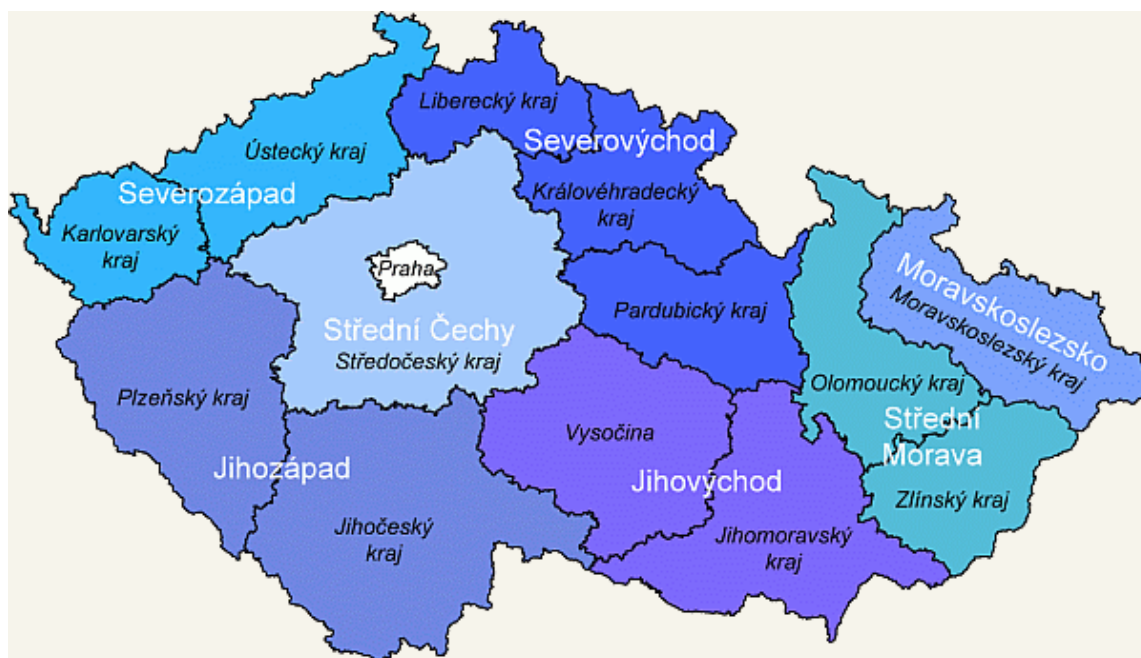 Liberecký kraj
Severovýchod
Ústecký kraj
Severozápad
Královéhradecký
kraj
Karlovarský
kraj
Praha
Moravskoslezsko
Moravskoslezský kraj
Pardubický kraj
Střední Čechy
Středočeský kraj
Plzeňský kraj
Olomoucký kraj
Střední
Morava
Vysočina
Jihozápad
Jihovýchod
Zlínský kraj
Jihočeský
kraj
Jihomoravský
kraj